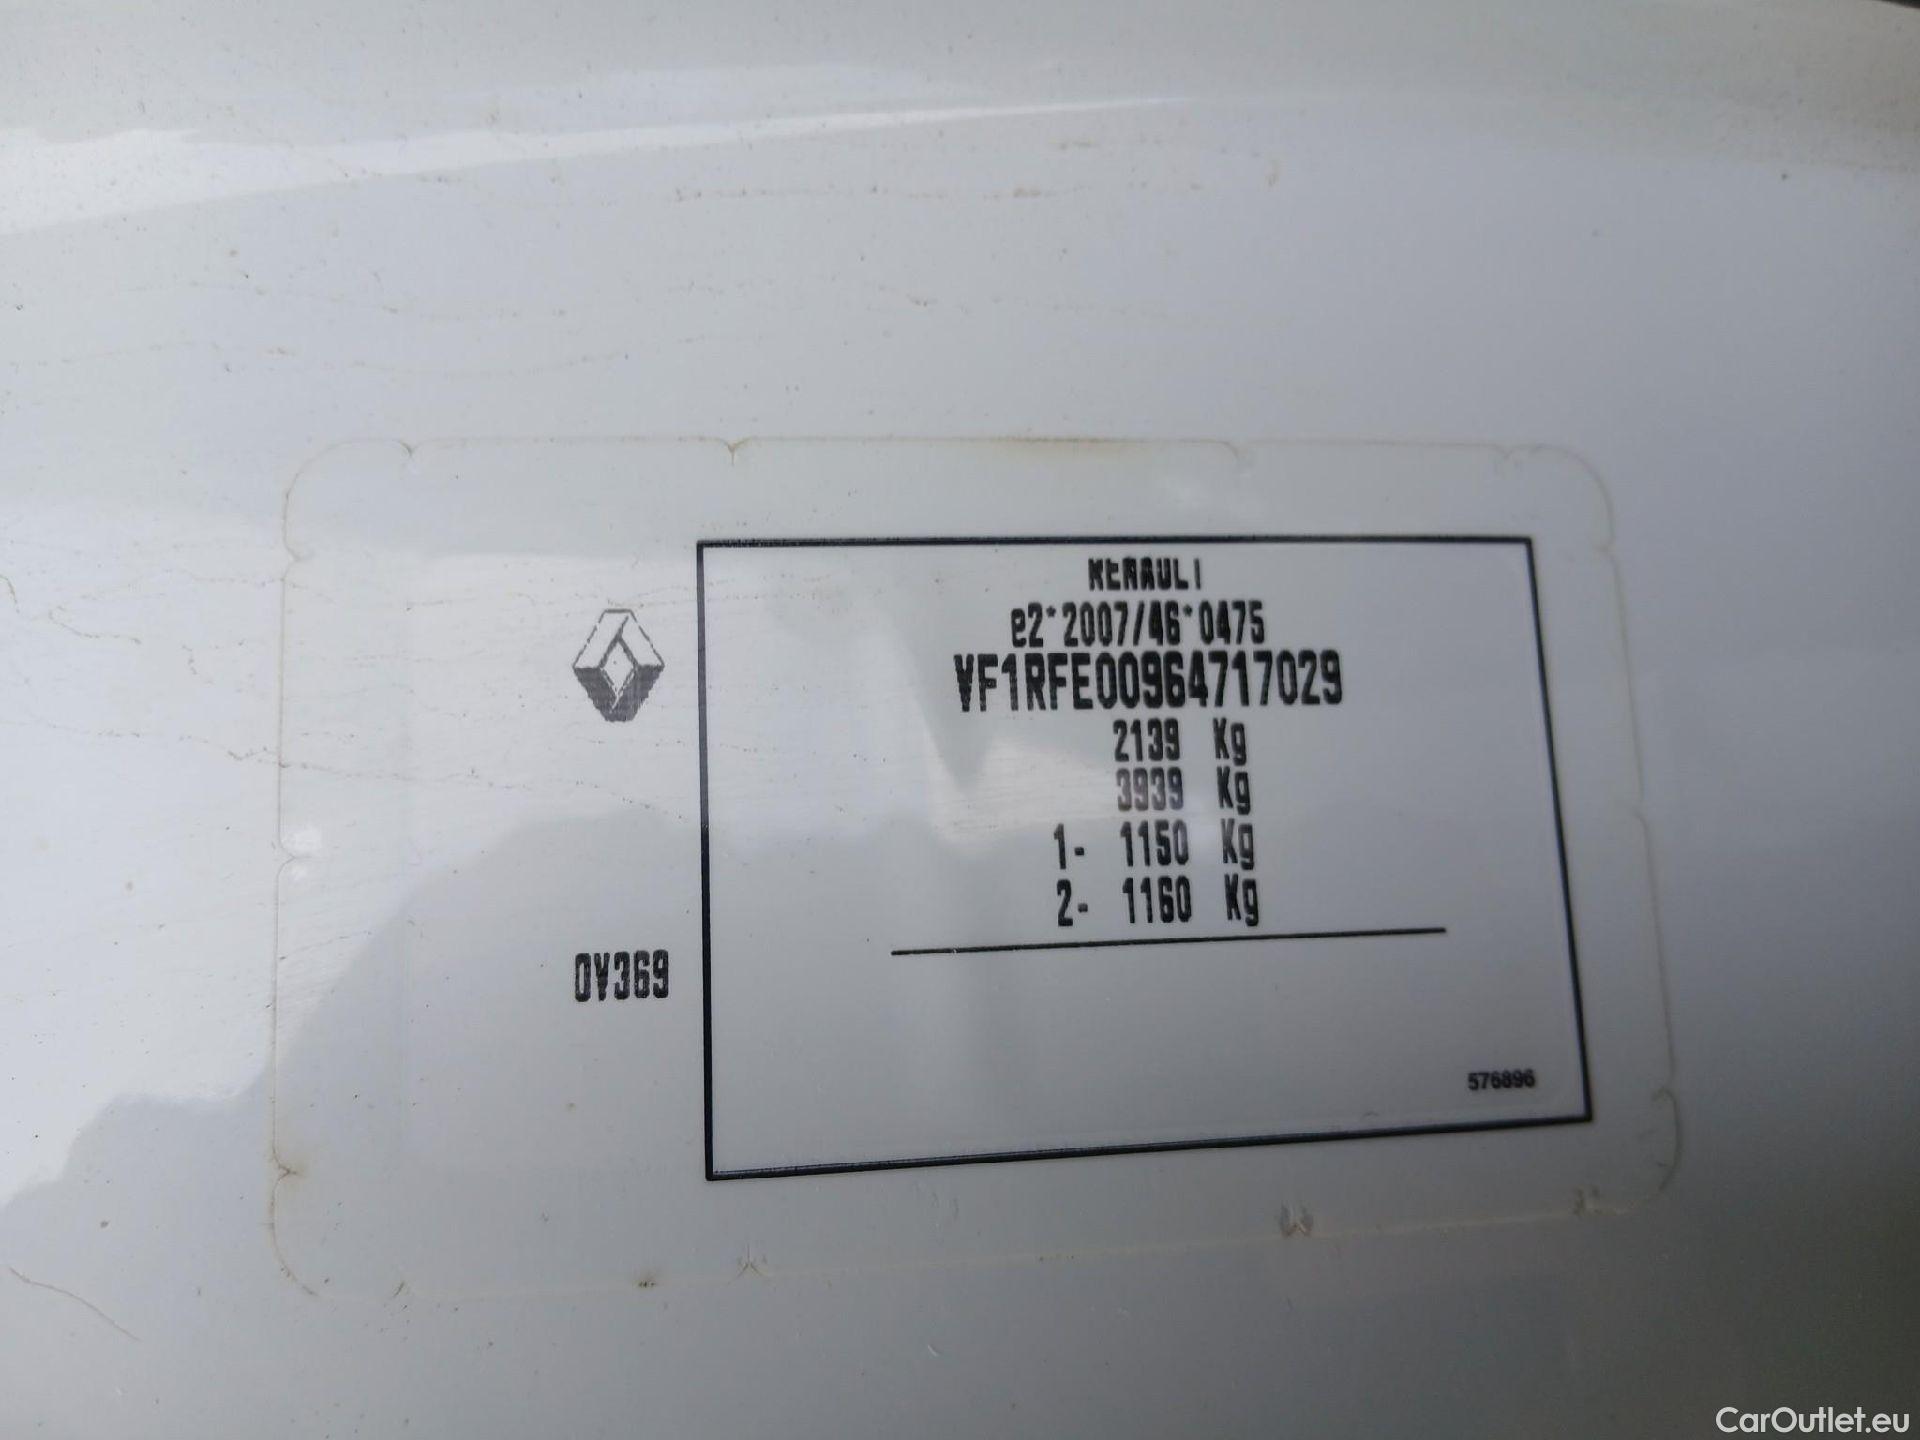 RENAULT
e2*2007/46*0475
VF1RFE00964717029
2139 Kg
3939 Kg
1- 1150 Kg
2- 1160 Kg
0V369
576896
CarOutlet.eu